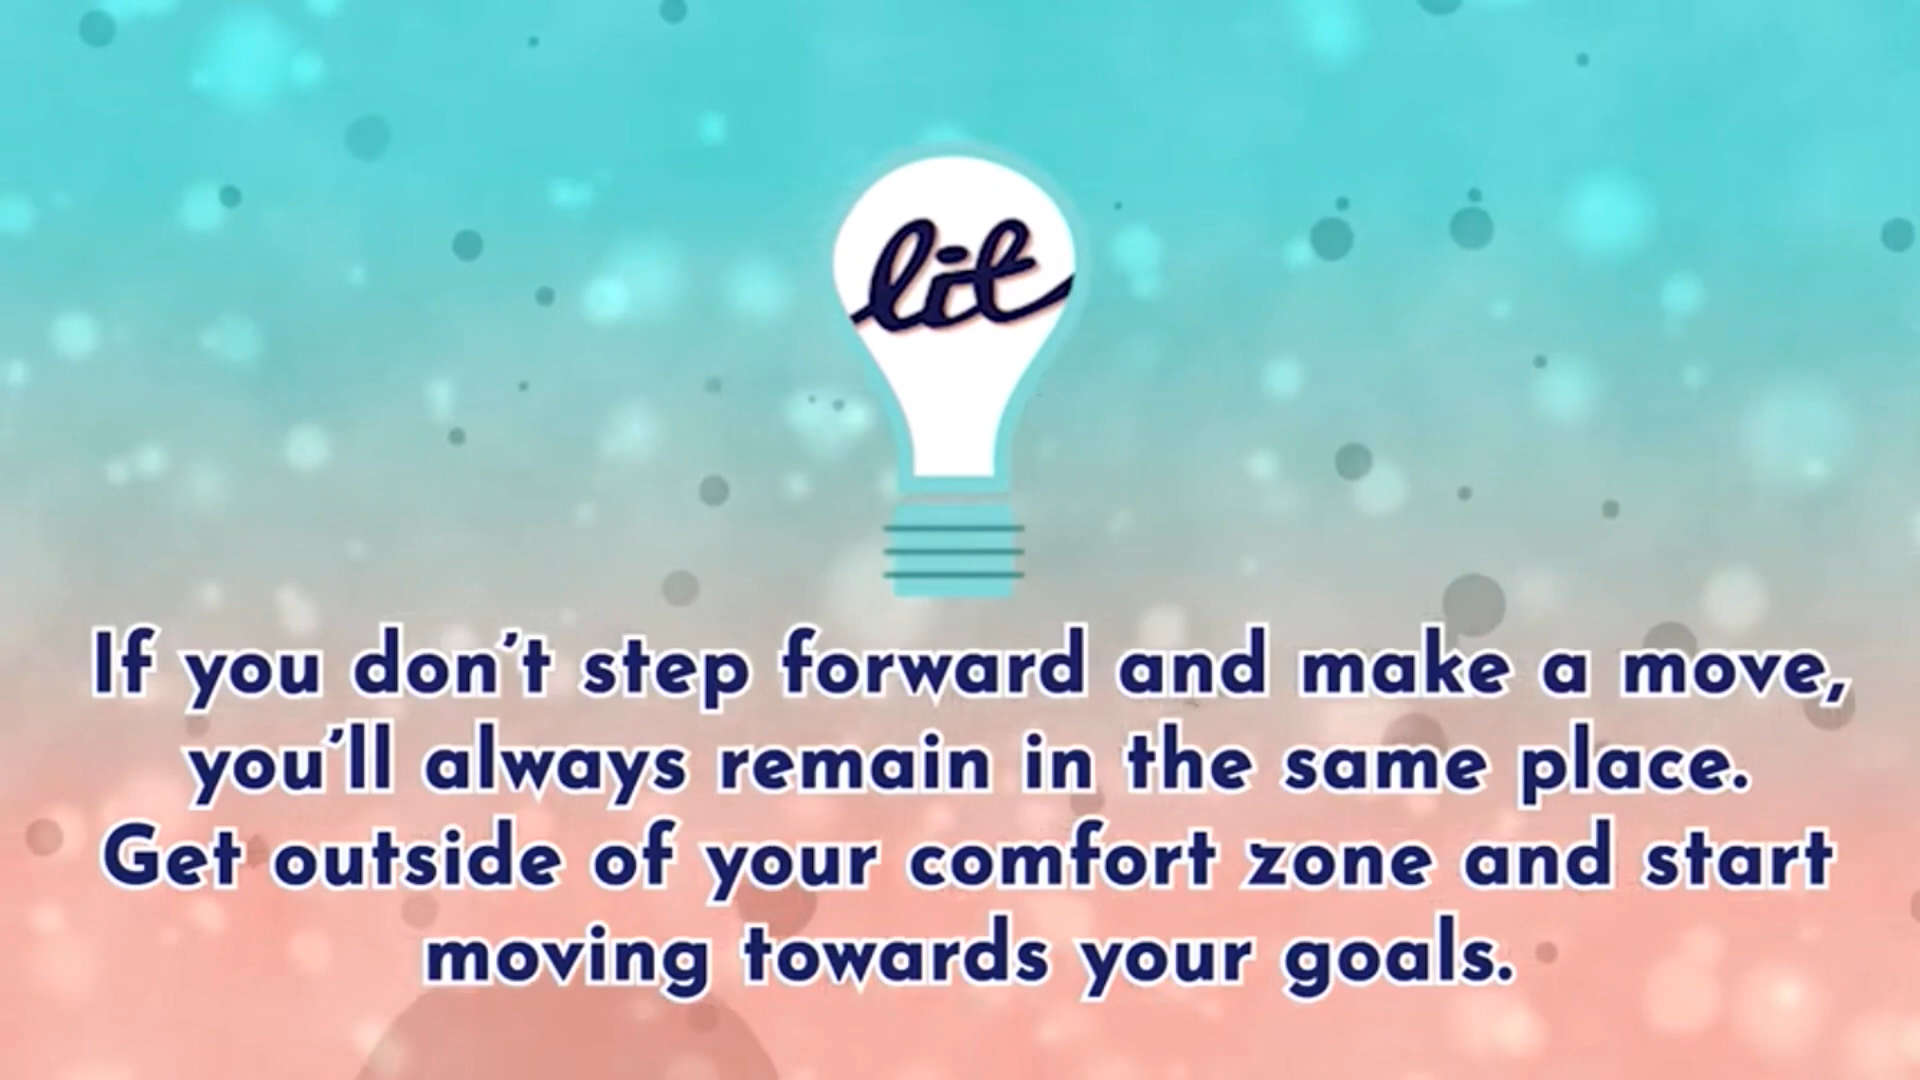 lit
If you don't step forward and make a move,
you'll always remain in the same place.
Get outside of your comfort zone and start
moving towards your goals.